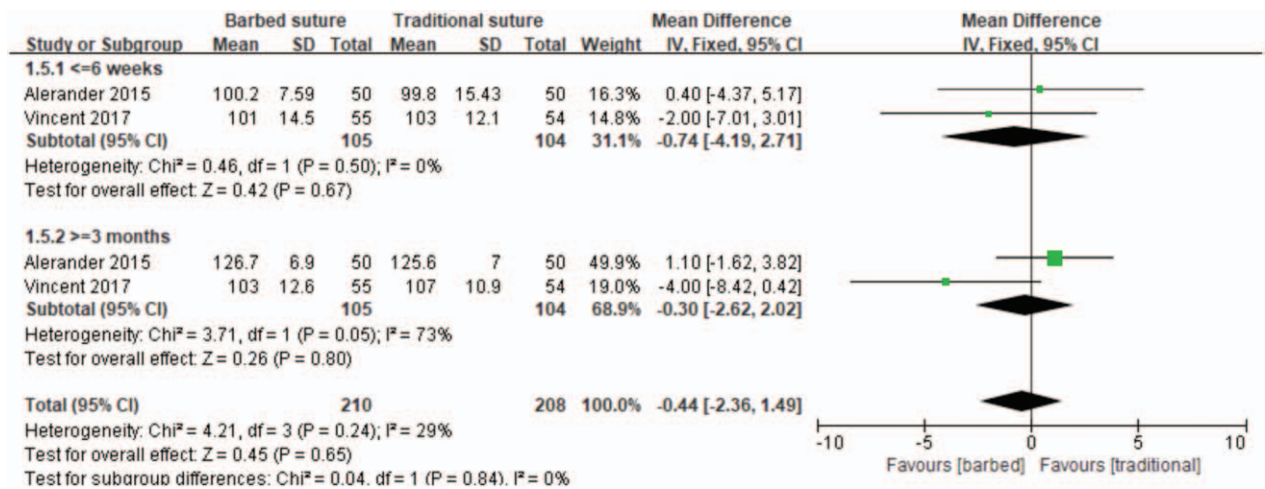 Barbed suture Traditional suture Mean Difference Mean Difference
Study or Subgroup Mean SD Total Mean SD Total Weight IV, Fixed, 95% CI IV, Fixed, 95% CI
1.5.1 <=6 weeks
Alerander 2015 100.2 7.59 50 99.8 15.43 50 16.3% 0.40 [-4.37, 5.17]
Vincent 2017 101 14.5 55 103 12.1 54 14.8% -2.00 [-7.01, 3.01]
Subtotal (95% CI) 105 104 31.1% -0.74 [-4.19, 2.71]
Heterogeneity: Chi² = 0.46, df = 1 (P = 0.50); I² = 0%
Test for overall effect: Z = 0.42 (P = 0.67)
1.5.2 >=3 months
Alerander 2015 126.7 6.9 50 125.6 7 50 49.9% 1.10 [-1.62, 3.82]
Vincent 2017 103 12.6 55 107 10.9 54 19.0% -4.00 [-8.42, 0.42]
Subtotal (95% CI) 105 104 68.9% -0.30 [-2.62, 2.02]
Heterogeneity: Chi² = 3.71, df = 1 (P = 0.05); I² = 73%
Test for overall effect: Z = 0.26 (P = 0.80)
Total (95% CI) 210 208 100.0% -0.44 [-2.36, 1.49]
Heterogeneity: Chi² = 4.21, df = 3 (P = 0.24); I² = 29%
Test for overall effect: Z = 0.45 (P = 0.65)
Test for subgroup differences: Chi² = 0.04, df = 1 (P = 0.84), I² = 0%
-10 -5 0 5 10
Favours [barbed] Favours [traditional]